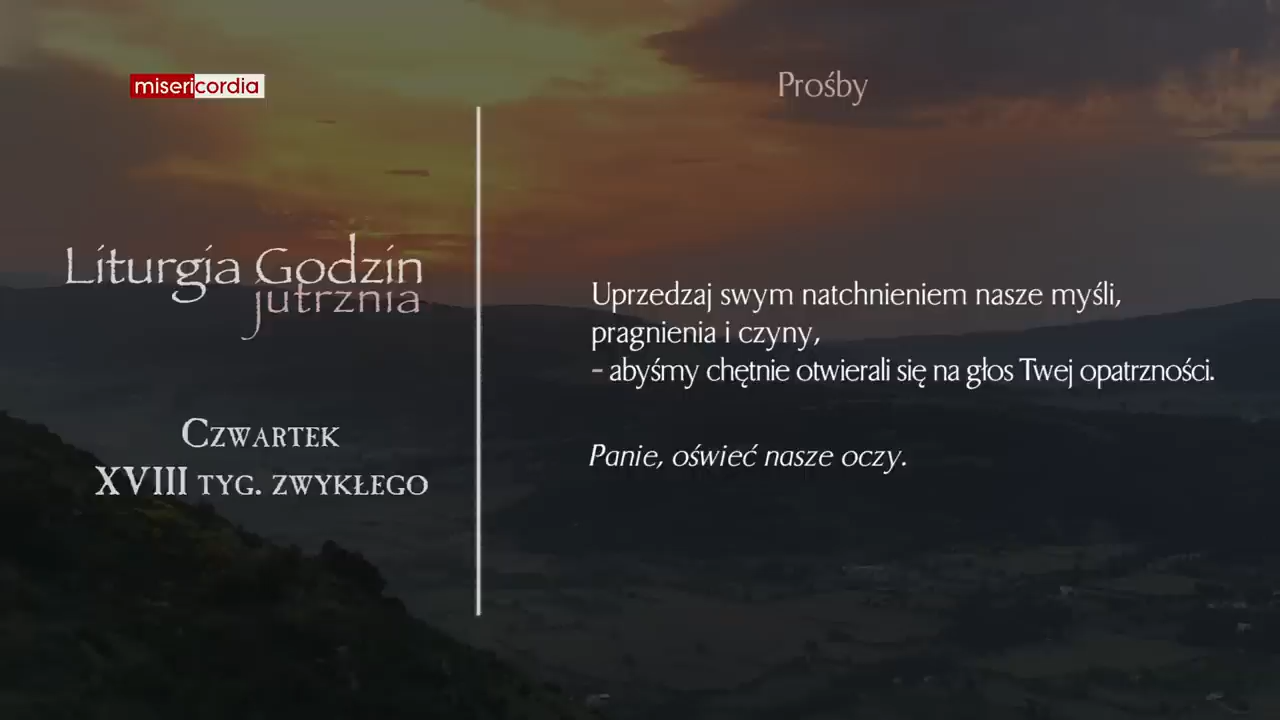 misericordia
Liturgia Godzin
jutrznia
Czwartek
XVIII tyg. zwykłego
Prośby
Uprzedzaj swym natchnieniem nasze myśli,
pragnienia i czyny,
- abyśmy chętnie otwierali się na głos Twej opatrzności.
Panie, oświeć nasze oczy.